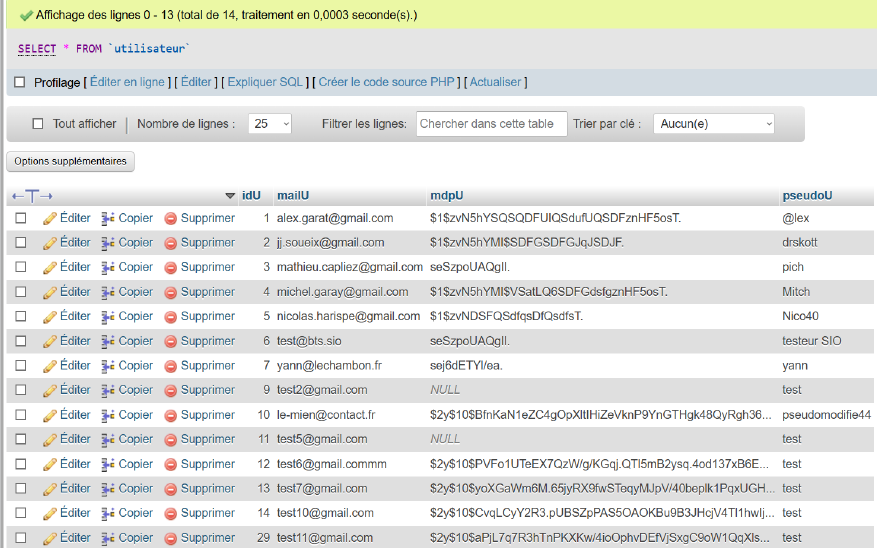 Affichage des lignes 0 - 13 (total de 14, traitement en 0,0003 seconde(s).)
SELECT * FROM `utilisateur`
Profilage [ Éditer en ligne ] [ Éditer ] [ Expliquer SQL ] [ Créer le code source PHP ] [ Actualiser ]
Tout afficher Nombre de lignes : 25 Filtrer les lignes: Chercher dans cette table Trier par clé : Aucun(e)
Options supplémentaires
idU mailU mdpU pseudoU
Éditer Copier Supprimer 1 alex.garat@gmail.com $1$zvN5hYSQSQDFUIQSdufUQSDFznHF5osT. @lex
Éditer Copier Supprimer 2 jj.soueix@gmail.com $1$zvN5hYMI$SDFGSDFGJqJSDJF. drskott
Éditer Copier Supprimer 3 mathieu.capliez@gmail.com seSzpoUAQgIl. pich
Éditer Copier Supprimer 4 michel.garay@gmail.com $1$zvN5hYMI$VSatLQ6SDFGdsfgznHF5osT. Mitch
Éditer Copier Supprimer 5 nicolas.harispe@gmail.com $1$zvNDSFQSdfqsDfQsdfsT. Nico40
Éditer Copier Supprimer 6 test@bts.sio seSzpoUAQgIl. testeur SIO
Éditer Copier Supprimer 7 yann@lechambon.fr sej6dETYl/ea. yann
Éditer Copier Supprimer 9 test2@gmail.com NULL test
Éditer Copier Supprimer 10 le-mien@contact.fr $2y$10$BfnKaN1eZC4gOpXltIHiZeVknP9YnGTHgk48QyRgh36... pseudomodifie44
Éditer Copier Supprimer 11 test5@gmail.com NULL test
Éditer Copier Supprimer 12 test6@gmail.commm $2y$10$PVFo1UTeEX7QzW/g/KGqj.QTl5mB2ysq.4od137xB6E... test
Éditer Copier Supprimer 13 test7@gmail.com $2y$10$yoXGaWm6M.65jyRX9fwSTeqyMJpV/40bepIk1PqxUGH... test
Éditer Copier Supprimer 14 test10@gmail.com $2y$10$CvqLCyY2R3.pUBSZpPAS5OAOKBu9B3JHcjV4TI1hwIj... test
Éditer Copier Supprimer 29 test11@gmail.com $2y$10$aPjL7q7R3hTnPKXKw/4ioOphvDEfVjSxgC9oW1QqXls... test